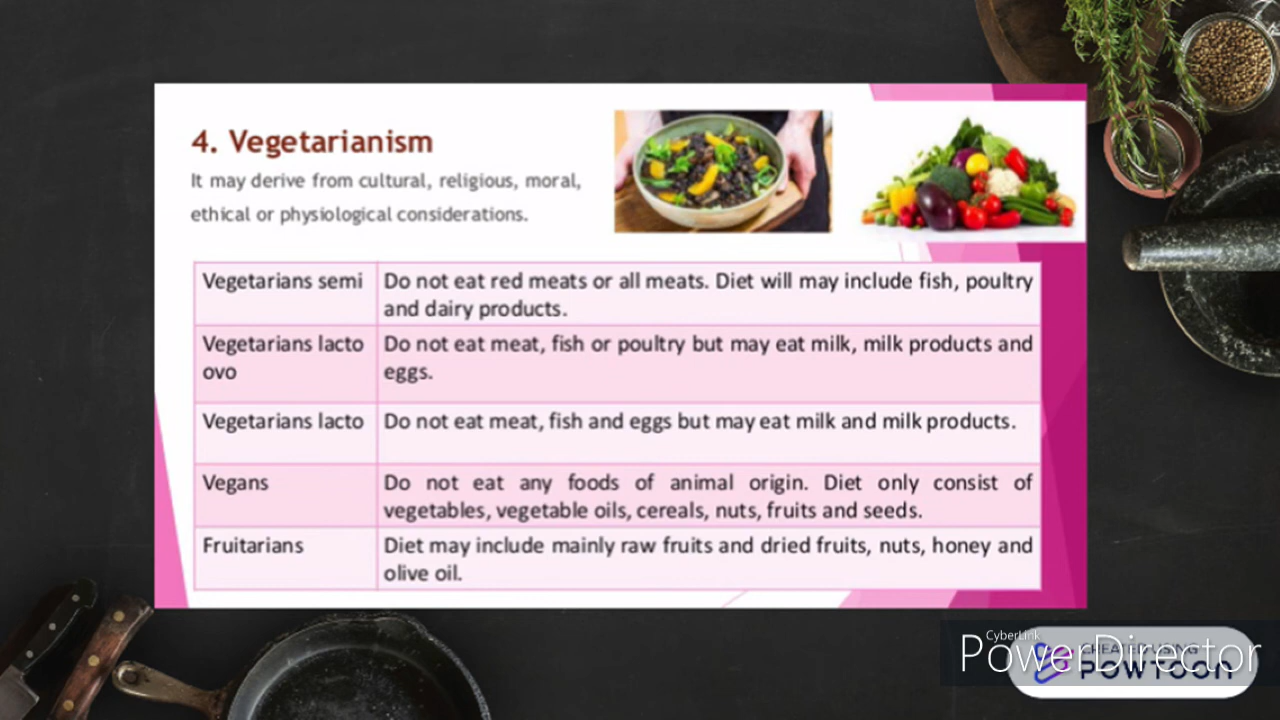 4. Vegetarianism
It may derive from cultural, religious, moral,
ethical or physiological considerations.
Vegetarians semi
Do not eat red meats or all meats. Diet will may include fish, poultry
and dairy products.
Vegetarians lacto
ovo
Do not eat meat, fish or poultry but may eat milk, milk products and
eggs.
Vegetarians lacto
Do not eat meat, fish and eggs but may eat milk and milk products.
Vegans
Do not eat any foods of animal origin. Diet only consist of
vegetables, vegetable oils, cereals, nuts, fruits and seeds.
Fruitarians
Diet may include mainly raw fruits and dried fruits, nuts, honey and
olive oil.
CyberLink
PowerDirector
CREATED USING
POWTOON